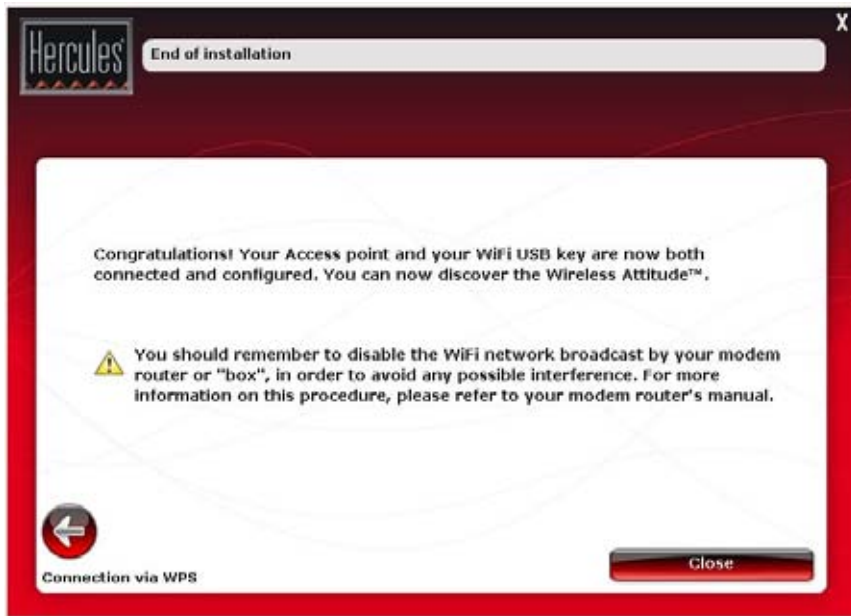 X
Hercules
End of installation
Congratulations! Your Access point and your WiFi USB key are now both
connected and configured. You can now discover the Wireless Attitude™.
You should remember to disable the WiFi network broadcast by your modem
router or "box", in order to avoid any possible interference. For more
information on this procedure, please refer to your modem router's manual.
Connection via WPS
Close